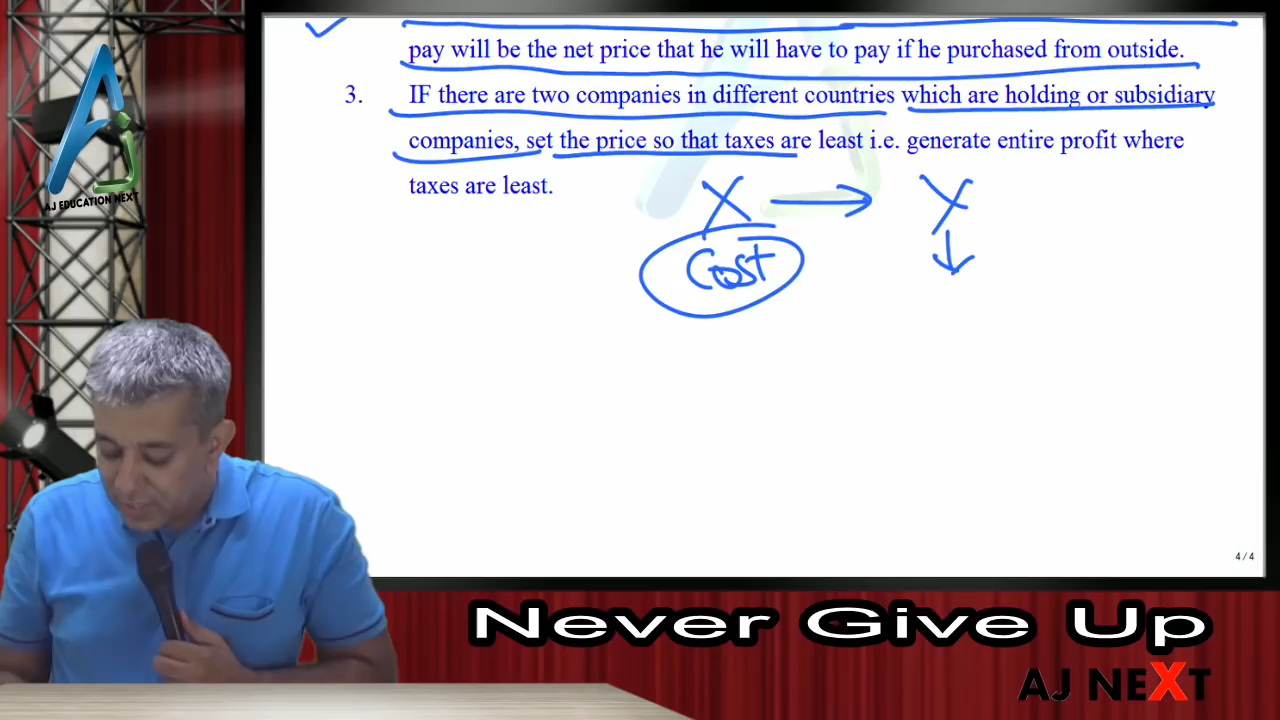 pay will be the net price that he will have to pay if he purchased from outside.
3. IF there are two companies in different countries which are holding or subsidiary
companies, set the price so that taxes are least i.e. generate entire profit where
taxes are least.
X → Y
Cost
AJ EDUCATION NEXT
4 / 4
Never Give Up
AJ NEXT